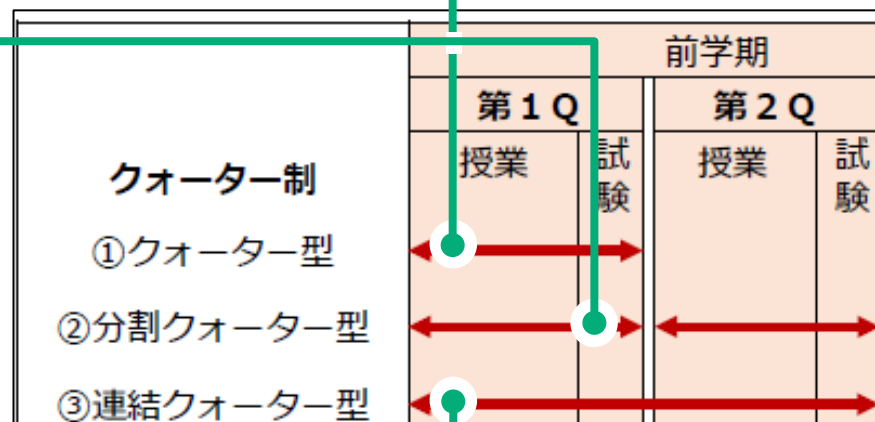 前学期
第１Q
第２Q
クォーター制
授業
試験
授業
試験
①クォーター型
②分割クォーター型
③連結クォーター型